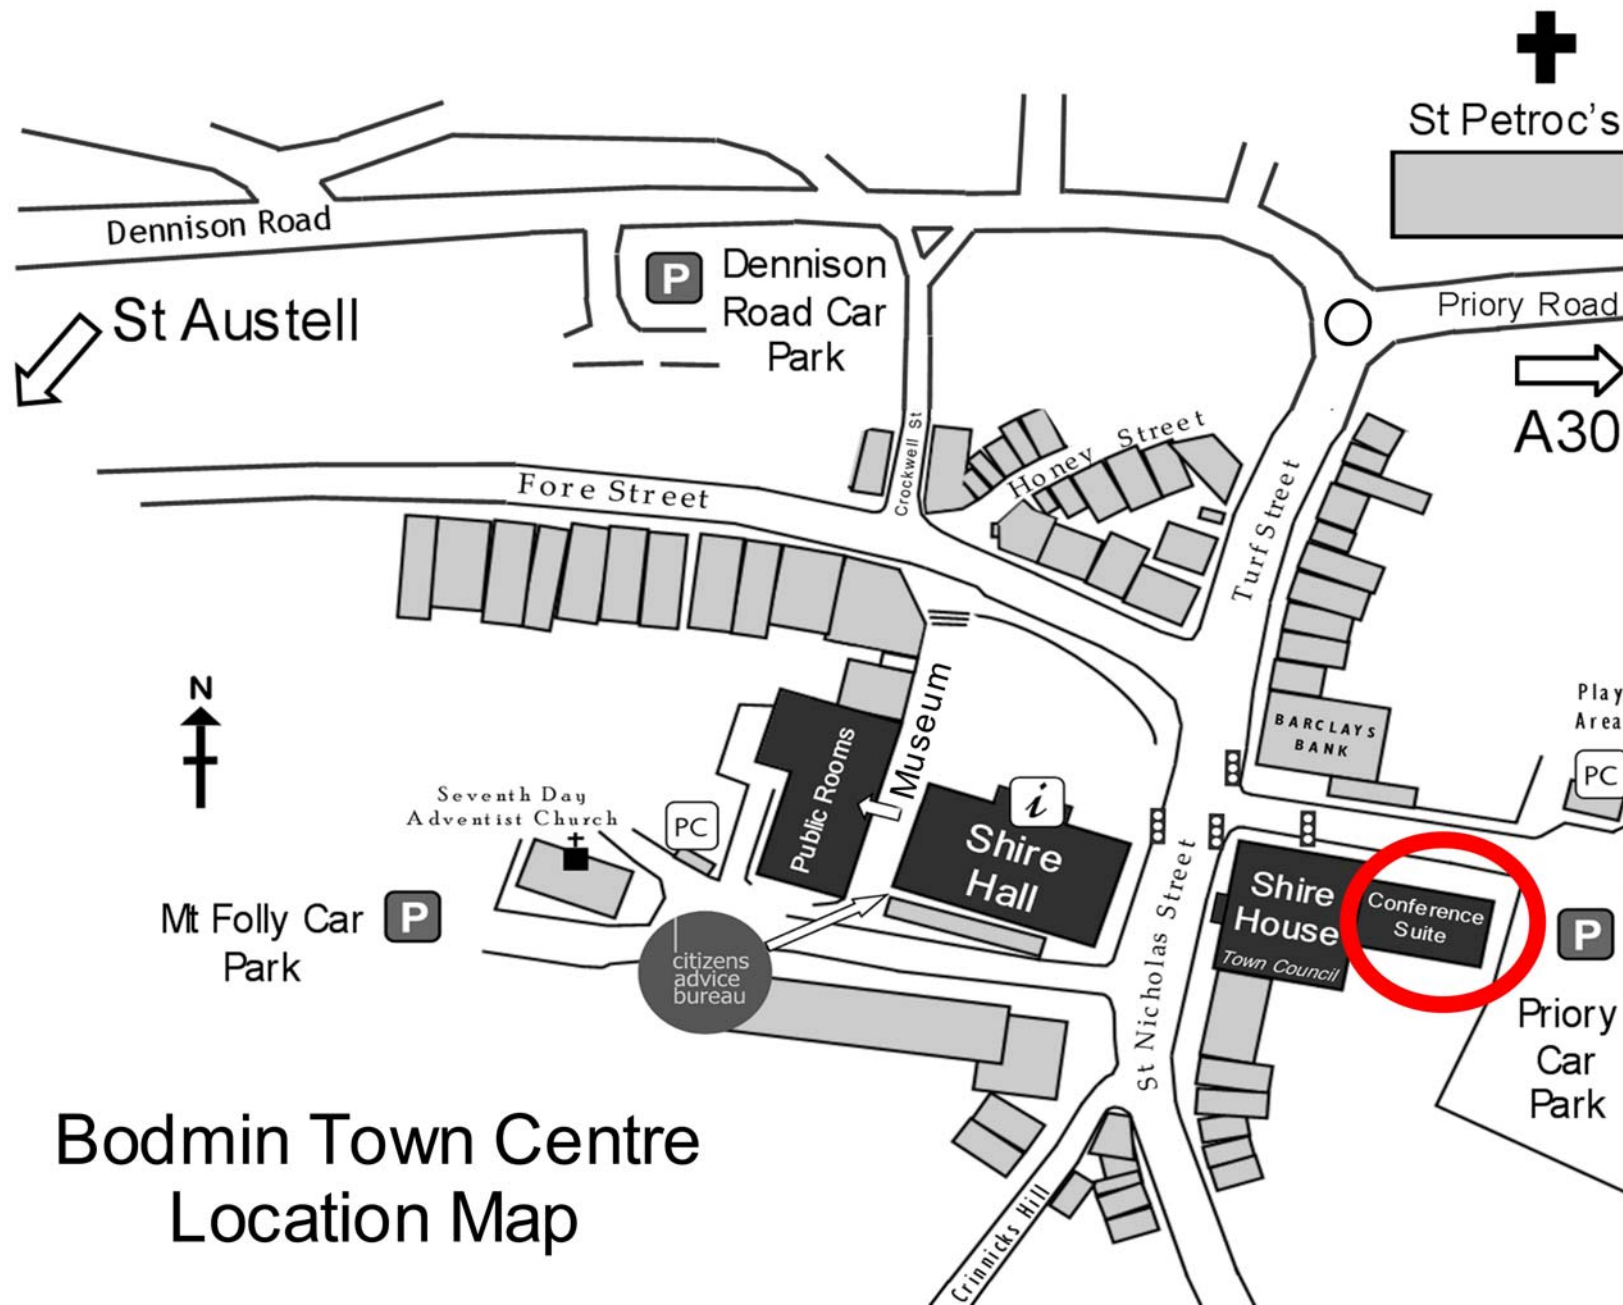 St Petroc's
Dennison Road
P
Dennison
Road Car
Park
Priory Road
St Austell
A30
Crockwell St
Honey Street
Fore Street
Turf Street
N
Museum
Play
Area
PC
BARCLAYS
BANK
Public Rooms
Seventh Day
Adventist Church
PC
i
Shire
Hall
St Nicholas Street
Shire
House
Town Council
Conference
Suite
P
Mt Folly Car
Park
P
citizens
advice
bureau
Priory
Car
Park
Bodmin Town Centre
Location Map
Crinnicks Hill